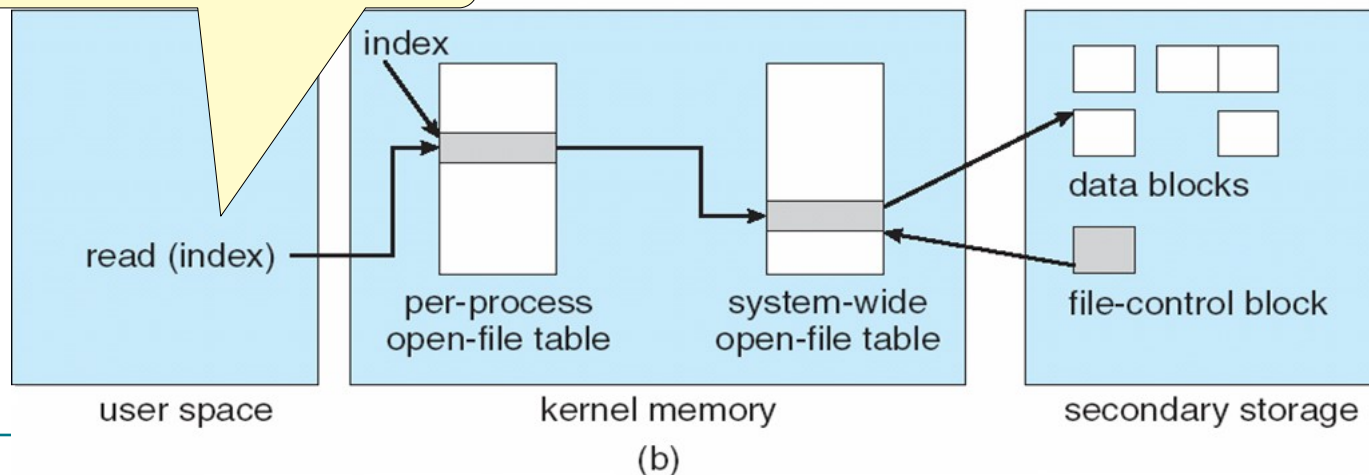 index
read (index)
per-process
open-file table
system-wide
open-file table
data blocks
file-control block
user space
kernel memory
secondary storage
(b)